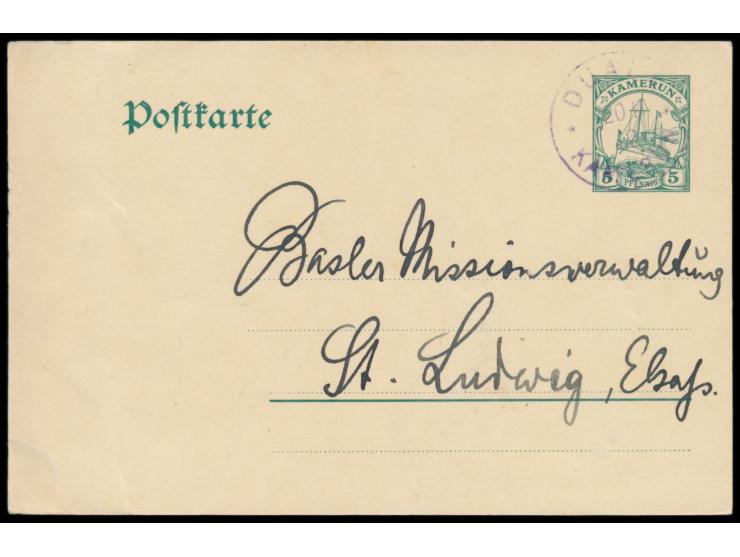 Postkarte
KAMERUN
5 PFENNIG 5
Basler Missionsverwaltung
St. Ludwig, Elsaß.